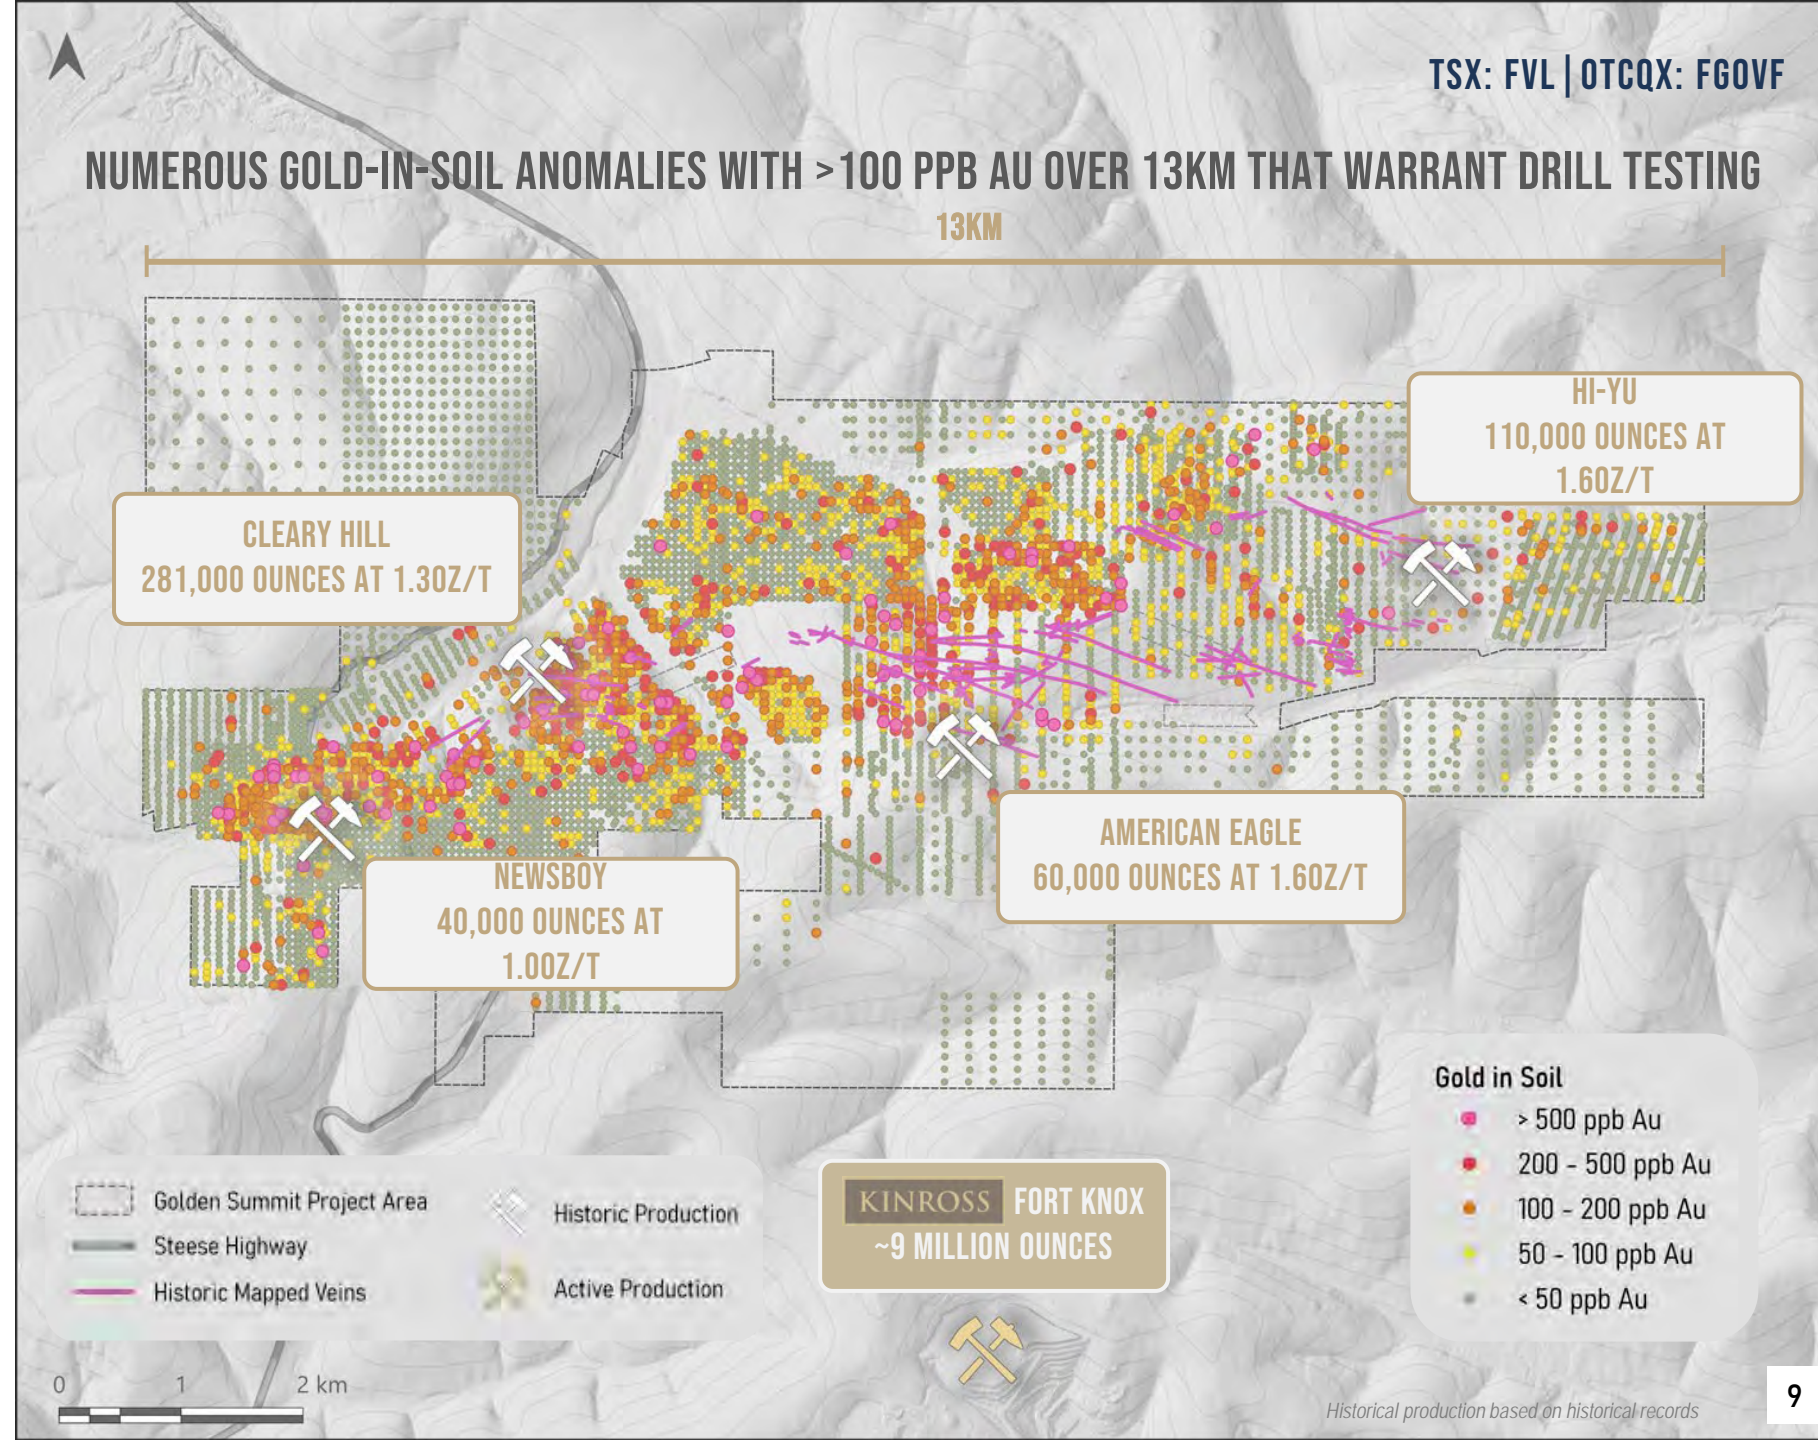 TSX: FVL | OTCQX: FGOVF
NUMEROUS GOLD-IN-SOIL ANOMALIES WITH >100 PPB AU OVER 13KM THAT WARRANT DRILL TESTING
13KM
HI-YU
110,000 OUNCES AT
1.6OZ/T
CLEARY HILL
281,000 OUNCES AT 1.3OZ/T
AMERICAN EAGLE
60,000 OUNCES AT 1.6OZ/T
NEWSBOY
40,000 OUNCES AT
1.0OZ/T
Gold in Soil
> 500 ppb Au
200 - 500 ppb Au
100 - 200 ppb Au
50 - 100 ppb Au
< 50 ppb Au
Golden Summit Project Area
Steese Highway
Historic Mapped Veins
Historic Production
Active Production
KINROSS FORT KNOX
~9 MILLION OUNCES
0 1 2 km
Historical production based on historical records
9